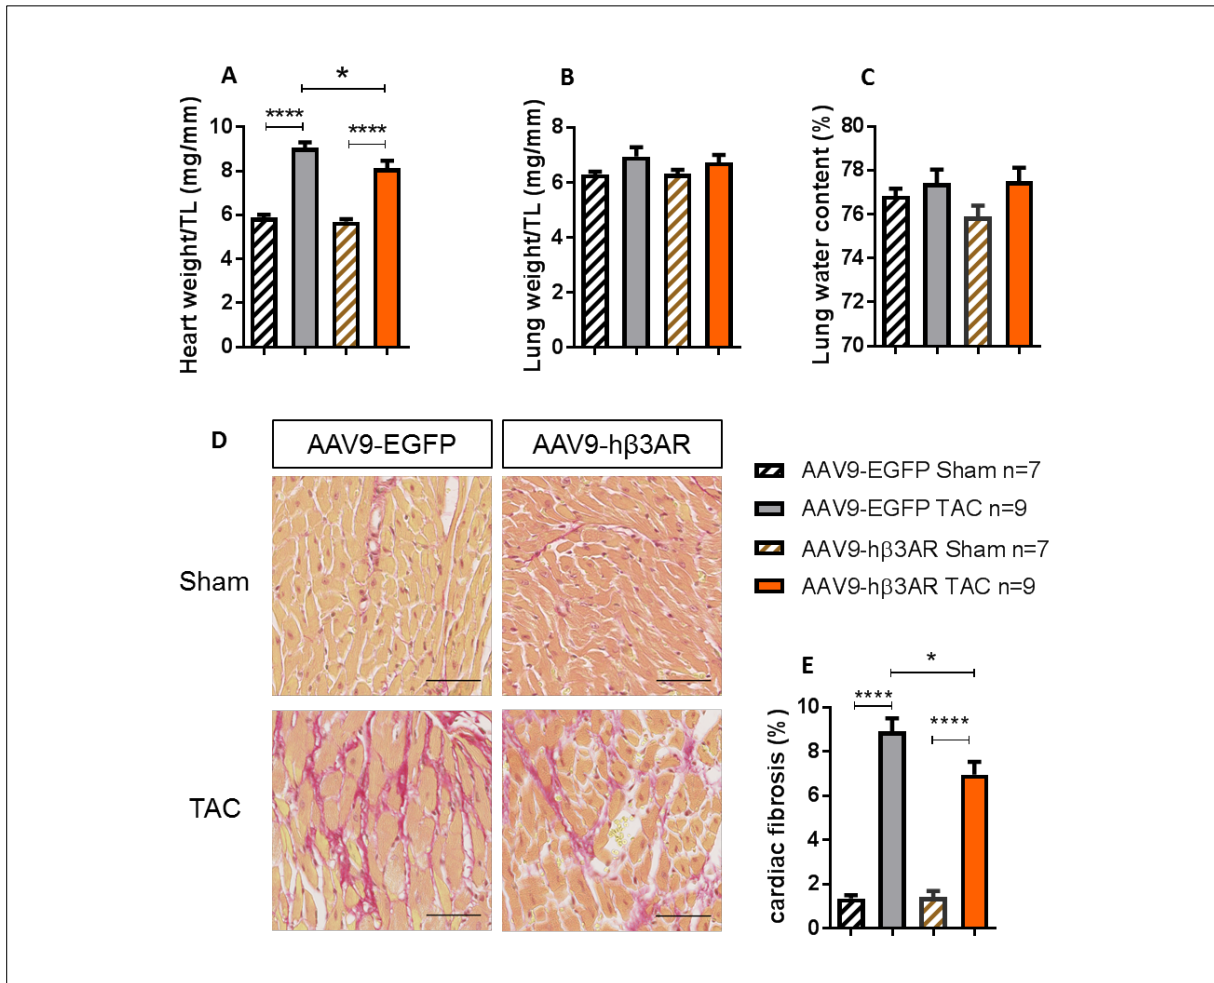 A
*
****
****
Heart weight/TL (mg/mm)
10
8
6
4
2
0
B
Lung weight/TL (mg/mm)
8
6
4
2
0
C
Lung water content (%)
80
78
76
74
72
70
D
AAV9-EGFP
AAV9-hβ3AR
Sham
TAC
AAV9-EGFP Sham n=7
AAV9-EGFP TAC n=9
AAV9-hβ3AR Sham n=7
AAV9-hβ3AR TAC n=9
E
*
****
****
cardiac fibrosis (%)
10
8
6
4
2
0